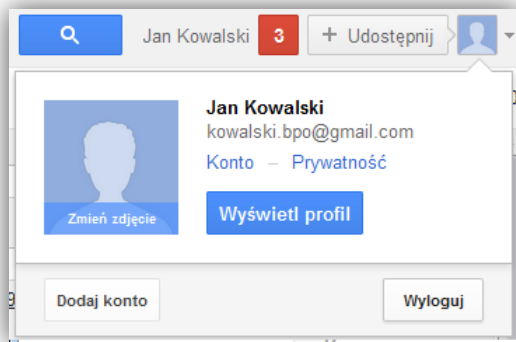 Jan Kowalski 3 + Udostępnij
Jan Kowalski
kowalski.bpo@gmail.com
Konto – Prywatność
Zmień zdjęcie
Wyświetl profil
Dodaj konto
Wyloguj